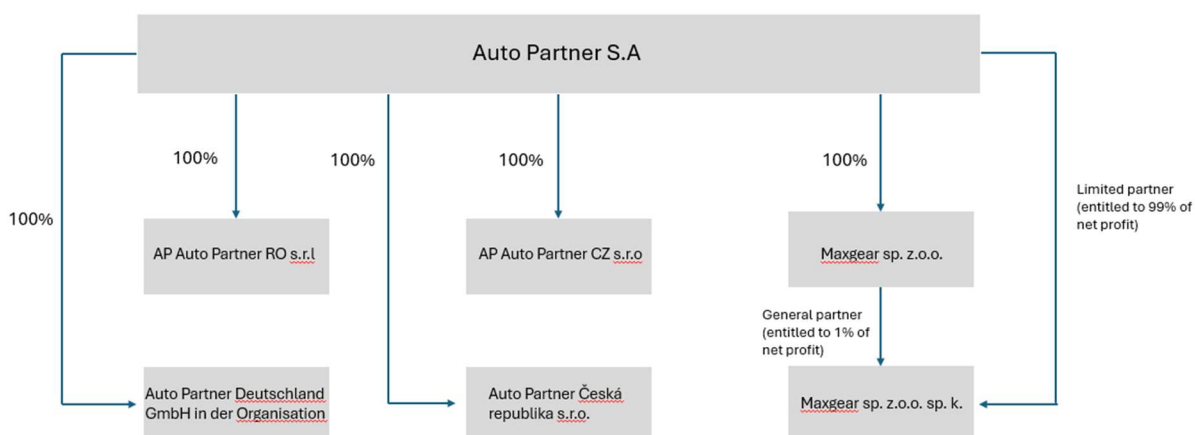 Auto Partner S.A
100%
100%
100%
100%
100%
Limited partner
(entitled to 99% of
net profit)
AP Auto Partner RO s.r.l
AP Auto Partner CZ s.r.o
Maxgear sp. z.o.o.
General partner
(entitled to 1% of
net profit)
Auto Partner Deutschland
GmbH in der Organisation
Auto Partner Česká
republika s.r.o.
Maxgear sp. z.o.o. sp. k.